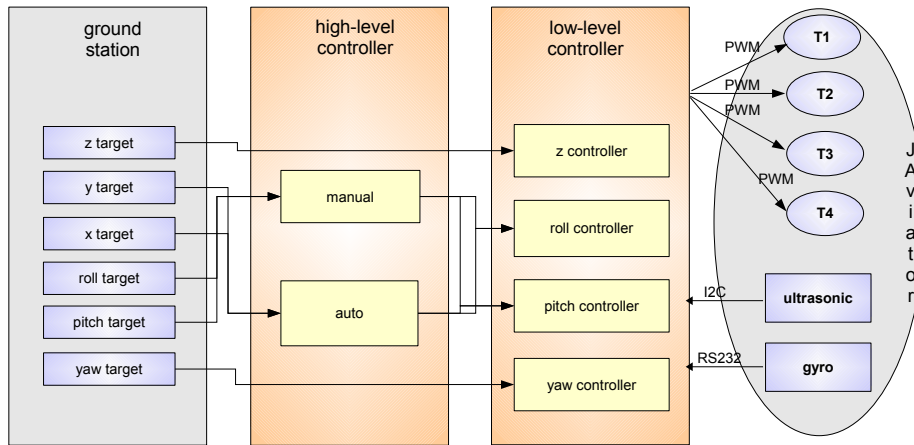 ground
station
high-level
controller
low-level
controller
z target
y target
x target
roll target
pitch target
yaw target
manual
auto
z controller
roll controller
pitch controller
yaw controller
PWM
PWM
PWM
PWM
I2C
RS232
T1
T2
T3
T4
ultrasonic
gyro
JAviator